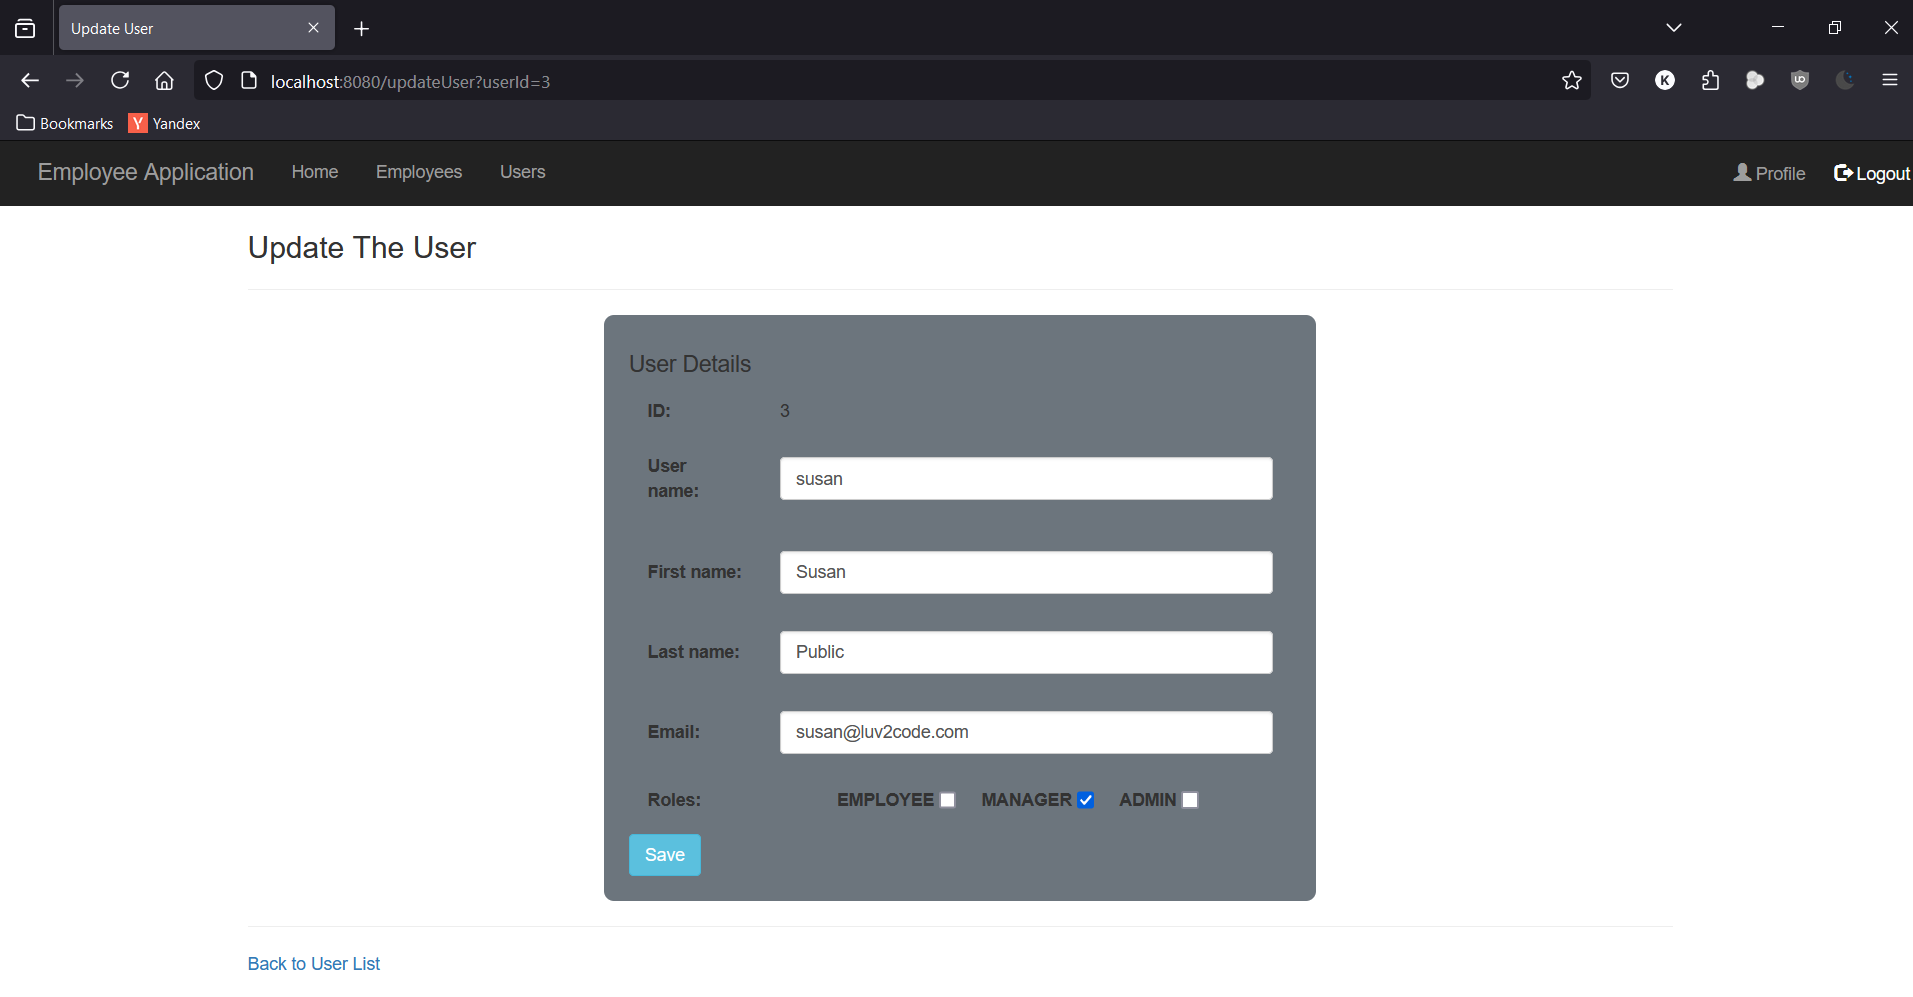 Update User
localhost:8080/updateUser?userId=3
K
Bookmarks Y Yandex
Employee Application Home Employees Users Profile Logout
Update The User
User Details
ID: 3
User name: susan
First name: Susan
Last name: Public
Email: susan@luv2code.com
Roles: EMPLOYEE MANAGER ADMIN
Save
Back to User List